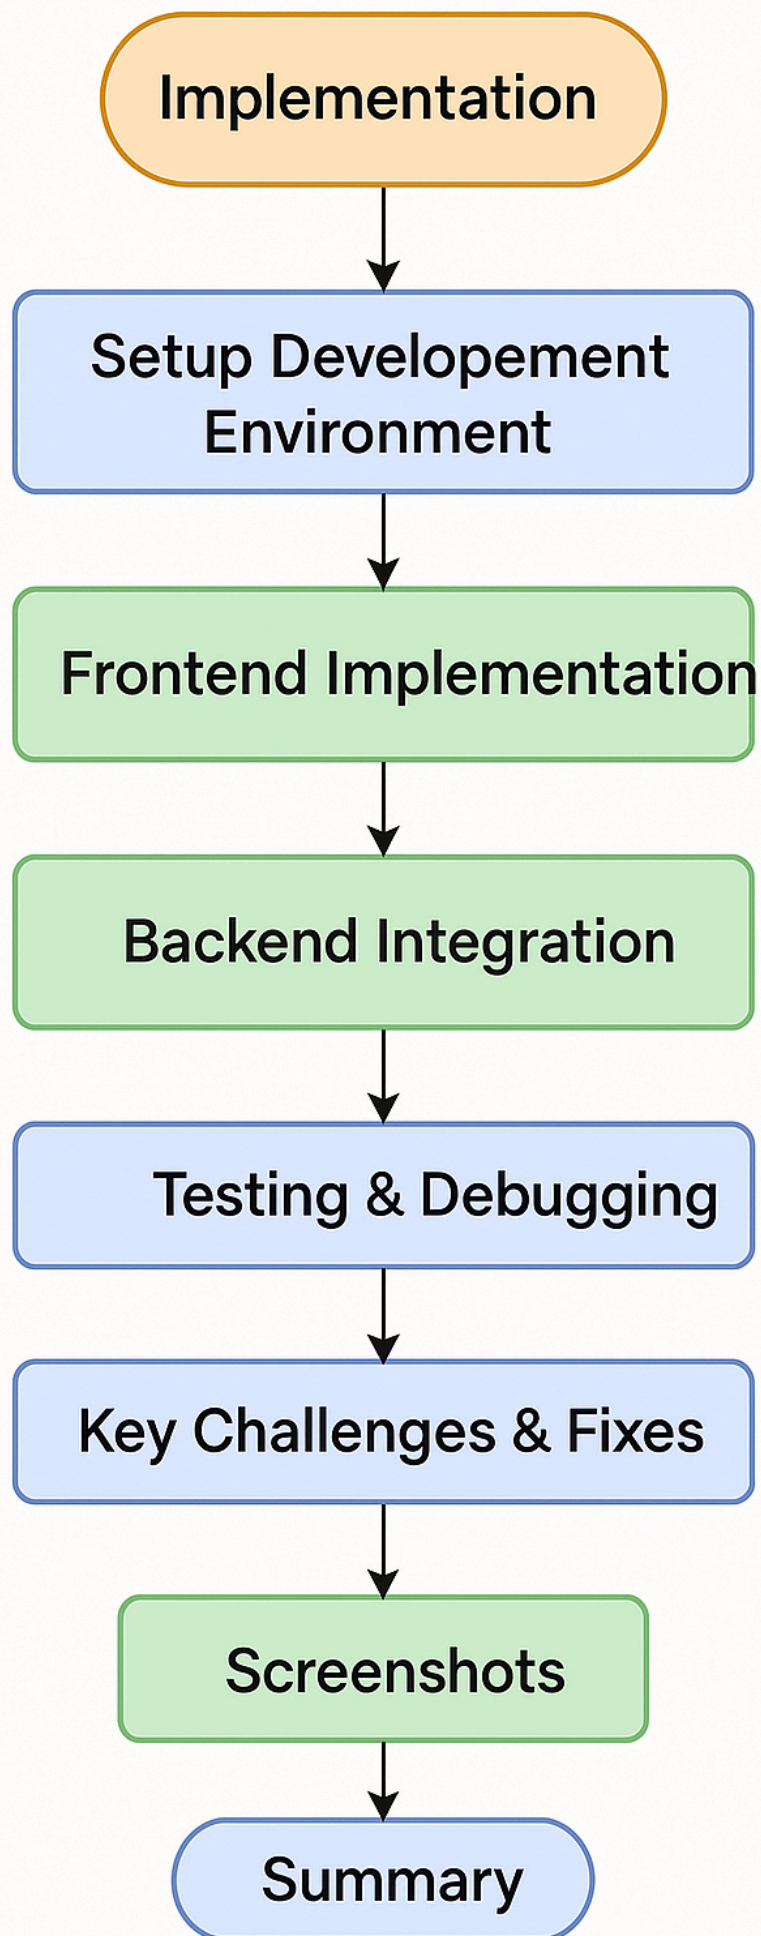 Implementation
Setup Developement
Environment
Frontend Implementation
Backend Integration
Testing & Debugging
Key Challenges & Fixes
Screenshots
Summary